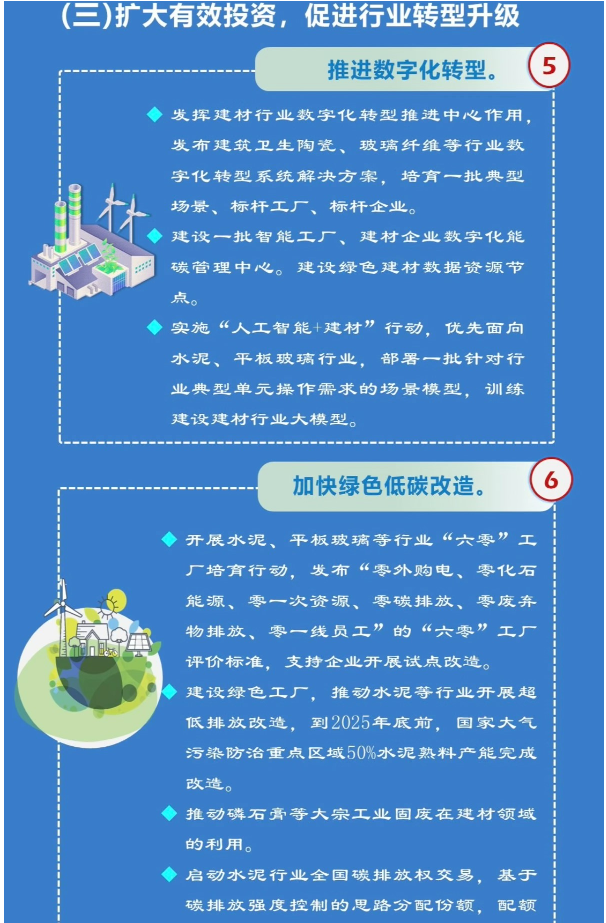 (三)扩大有效投资，促进行业转型升级
推进数字化转型。
5
发挥建材行业数字化转型推进中心作用，
发布建筑卫生陶瓷、玻璃纤维等行业数
字化转型系统解决方案，培育一批典型
场景、标杆工厂、标杆企业。
建设一批智能工厂、建材企业数字化能
碳管理中心。建设绿色建材数据资源节
点。
实施“人工智能+建材”行动，优先面向
水泥、平板玻璃行业，部署一批针对行
业典型单元操作需求的场景模型，训练
建设建材行业大模型。
加快绿色低碳改造。
6
开展水泥、平板玻璃等行业“六零”工
厂培育行动，发布“零外购电、零化石
能源、零一次资源、零碳排放、零废弃
物排放、零一线员工”的“六零”工厂
评价标准，支持企业开展试点改造。
建设绿色工厂，推动水泥等行业开展超
低排放改造，到2025年底前，国家大气
污染防治重点区域50%水泥熟料产能完成
改造。
推动磷石膏等大宗工业固废在建材领域
的利用。
启动水泥行业全国碳排放权交易，基于
碳排放强度控制的思路分配份额，配额